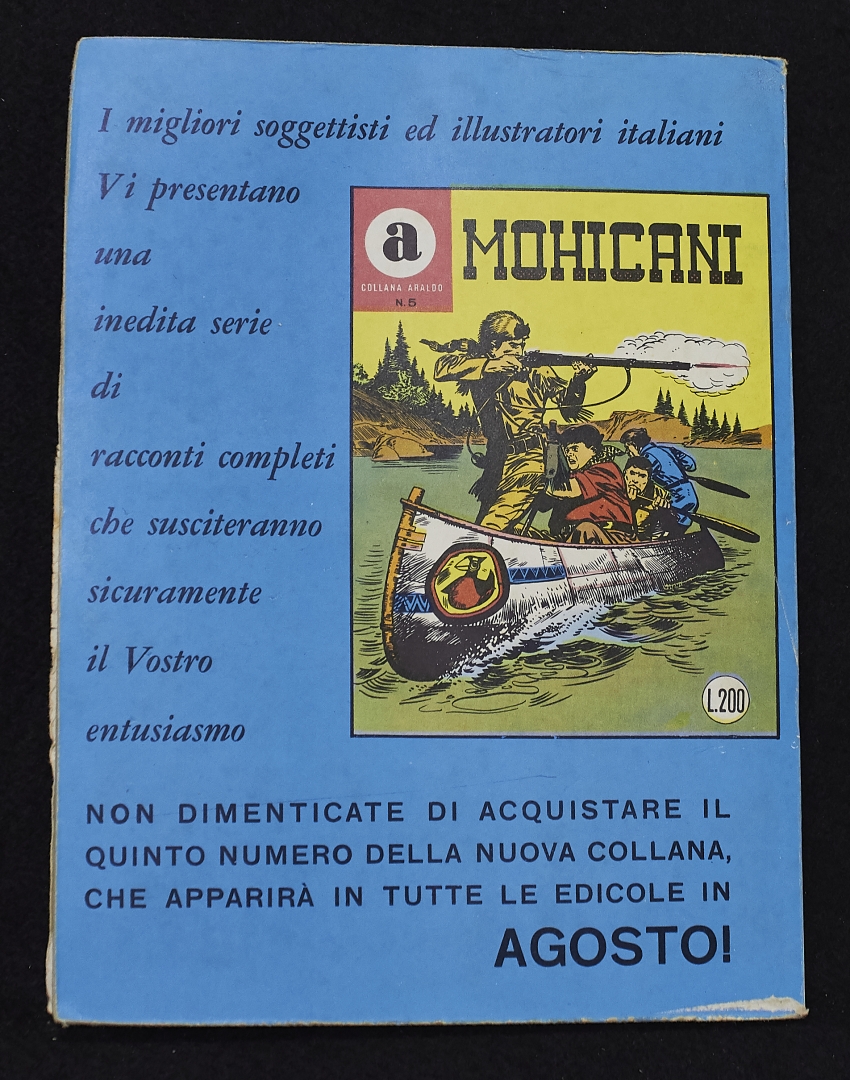 I migliori soggettisti ed illustratori italiani
Vi presentano
una
inedita serie
di
racconti completi
che susciteranno
sicuramente
il Vostro
entusiasmo
a
COLLANA ARALDO
N.5
MOHICANI
L.200
NON DIMENTICATE DI ACQUISTARE IL
QUINTO NUMERO DELLA NUOVA COLLANA,
CHE APPARIRÀ IN TUTTE LE EDICOLE IN
AGOSTO!